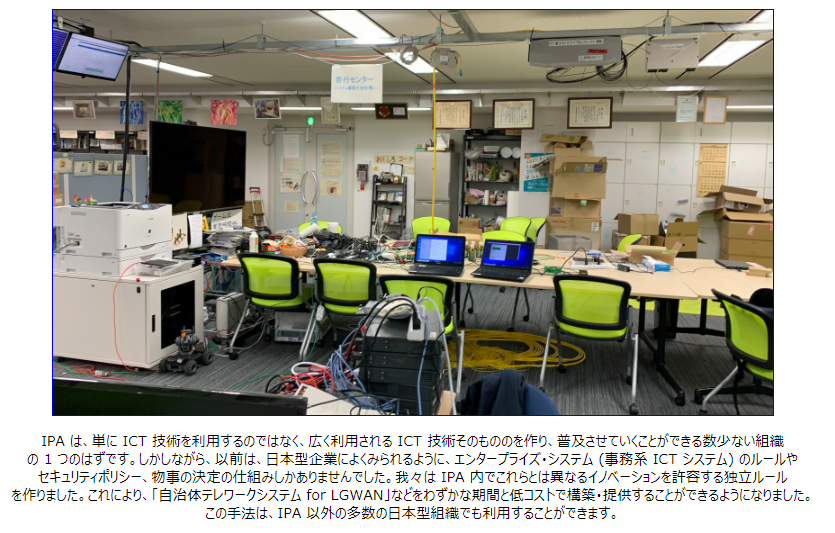 苦行センター
おとしろコーナー
IPA は、単に ICT 技術を利用するのではなく、広く利用される ICT 技術そのもののを作り、普及させていくことができる数少ない組織
の 1 つのはずです。しかしながら、以前は、日本型企業によくみられるように、エンタープライズ・システム (事務系 ICT システム) のルールや
セキュリティポリシー、物事の決定の仕組みしかありませんでした。我々は IPA 内でこれらとは異なるイノベーションを許容する独立ルール
を作りました。これにより、「自治体テレワークシステム for LGWAN」などをわずかな期間と低コストで構築・提供することができるようになりました。
この手法は、IPA 以外の多数の日本型組織でも利用することができます。